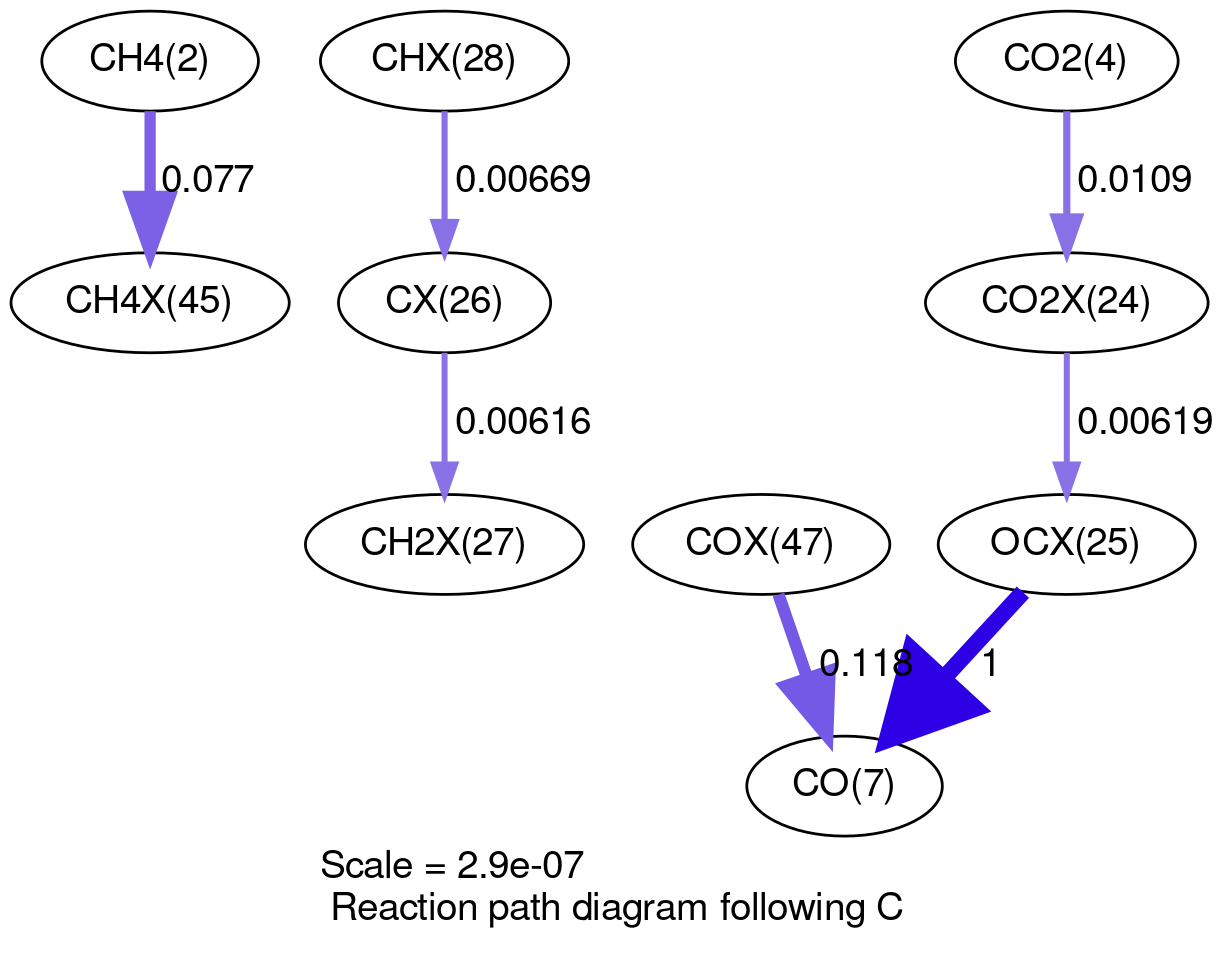 CH4(2)
CHX(28)
CO2(4)
0.077
0.00669
0.0109
CH4X(45)
CX(26)
CO2X(24)
0.00616
0.00619
CH2X(27)
COX(47)
OCX(25)
0.118
1
CO(7)
Scale = 2.9e-07
Reaction path diagram following C